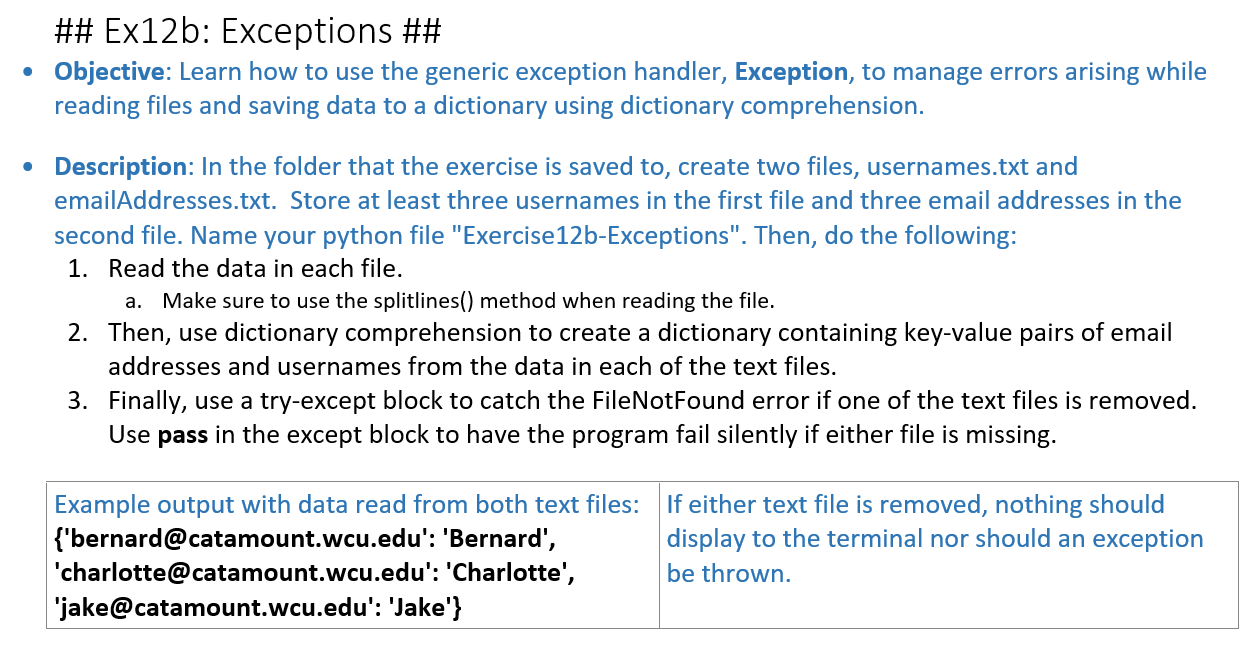 ## Ex12b: Exceptions ##
• Objective: Learn how to use the generic exception handler, Exception, to manage errors arising while
reading files and saving data to a dictionary using dictionary comprehension.
• Description: In the folder that the exercise is saved to, create two files, usernames.txt and
emailAddresses.txt.  Store at least three usernames in the first file and three email addresses in the
second file. Name your python file "Exercise12b-Exceptions". Then, do the following:
1. Read the data in each file.
a. Make sure to use the splitlines() method when reading the file.
2. Then, use dictionary comprehension to create a dictionary containing key-value pairs of email
addresses and usernames from the data in each of the text files.
3. Finally, use a try-except block to catch the FileNotFound error if one of the text files is removed.
Use pass in the except block to have the program fail silently if either file is missing.
Example output with data read from both text files:
{'bernard@catamount.wcu.edu': 'Bernard',
'charlotte@catamount.wcu.edu': 'Charlotte',
'jake@catamount.wcu.edu': 'Jake'}
If either text file is removed, nothing should
display to the terminal nor should an exception
be thrown.